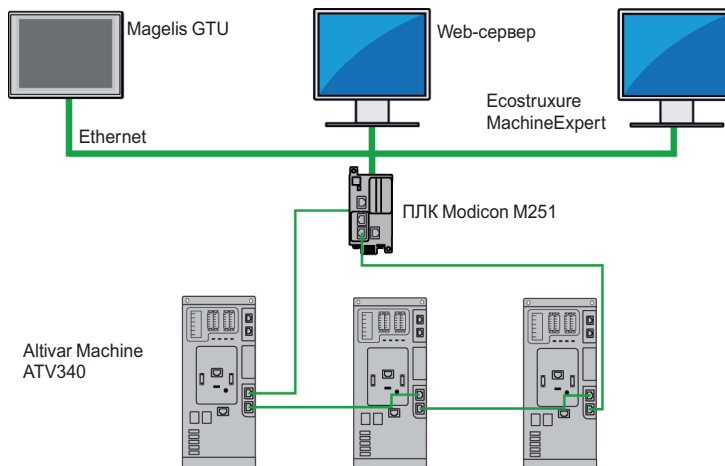 Magelis GTU
Web-сервер
Ecostruxure
MachineExpert
Ethernet
ПЛК Modicon M251
Altivar Machine
ATV340